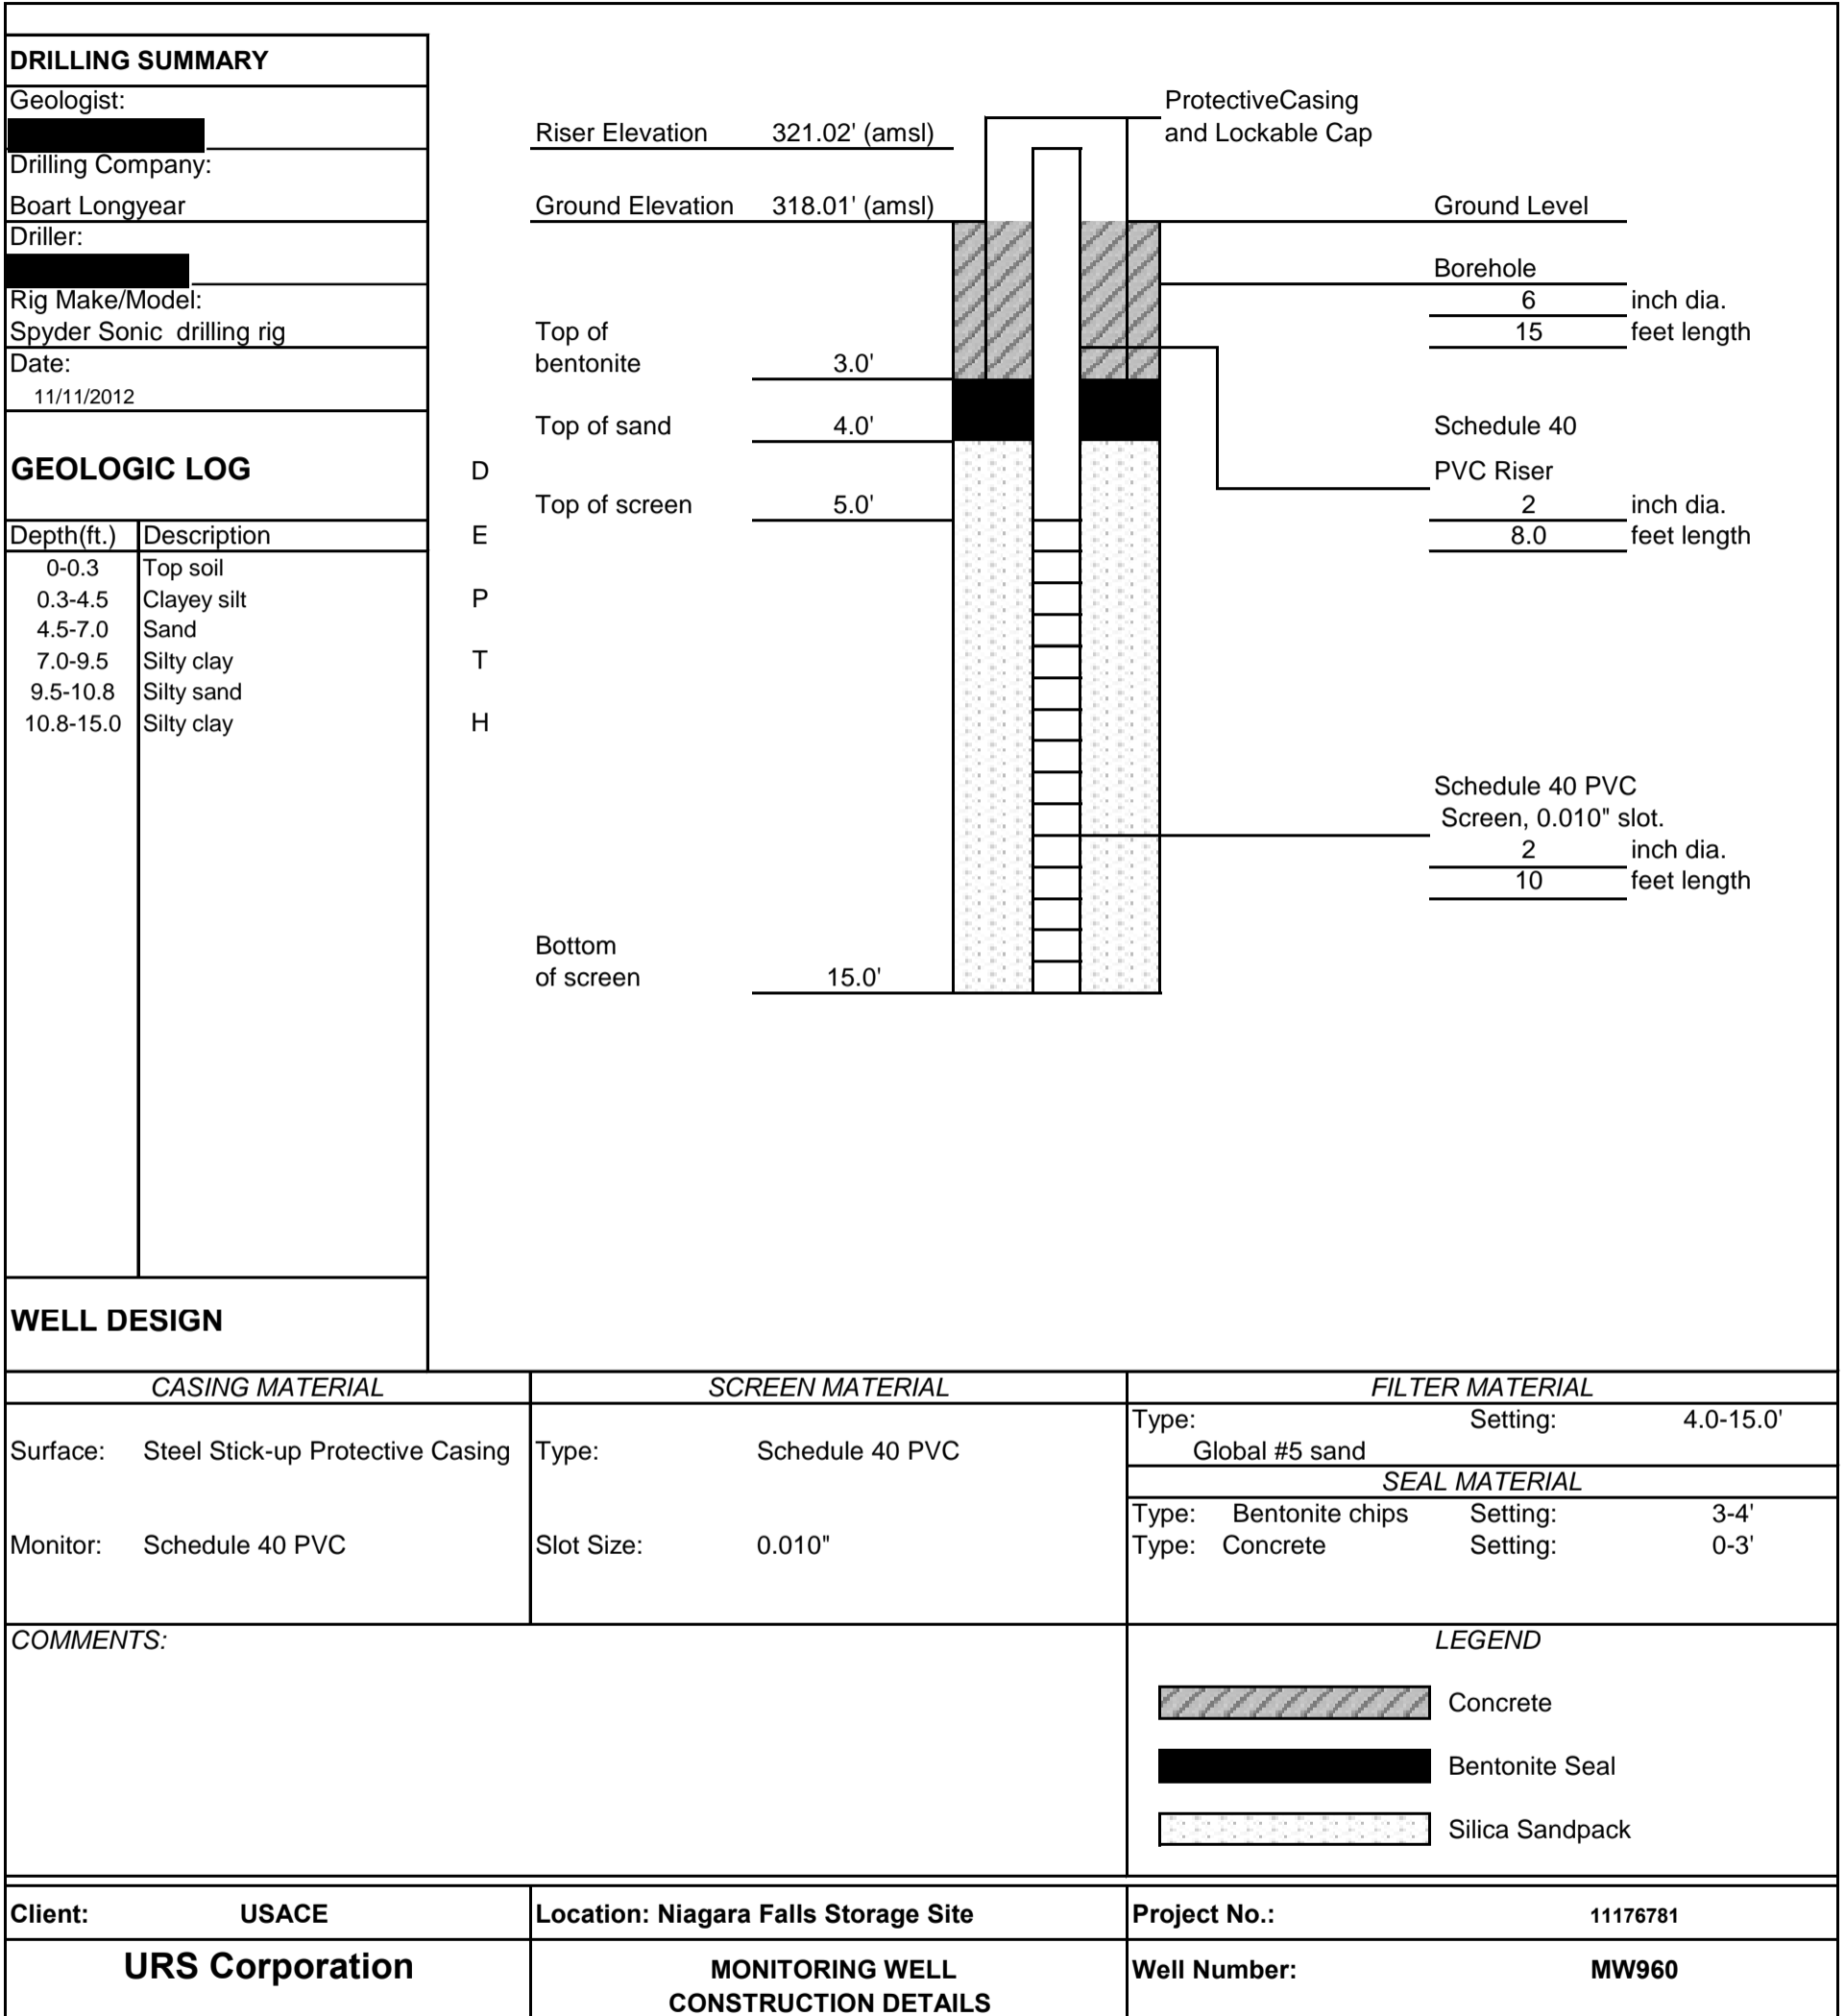 DRILLING SUMMARY
Geologist:
Drilling Company:
Boart Longyear
Driller:
Rig Make/Model:
Spyder Sonic drilling rig
Date:
11/11/2012
GEOLOGIC LOG
Depth(ft.) Description
0-0.3 Top soil
0.3-4.5 Clayey silt
4.5-7.0 Sand
7.0-9.5 Silty clay
9.5-10.8 Silty sand
10.8-15.0 Silty clay
WELL DESIGN
Riser Elevation 321.02' (amsl)
Ground Elevation 318.01' (amsl)
Top of
bentonite 3.0'
Top of sand 4.0'
Top of screen 5.0'
D
E
P
T
H
Bottom
of screen 15.0'
ProtectiveCasing
and Lockable Cap
Ground Level
Borehole
6 inch dia.
15 feet length
Schedule 40
PVC Riser
2 inch dia.
8.0 feet length
Schedule 40 PVC
Screen, 0.010" slot.
2 inch dia.
10 feet length
CASING MATERIAL
Surface: Steel Stick-up Protective Casing
Monitor: Schedule 40 PVC
SCREEN MATERIAL
Type: Schedule 40 PVC
Slot Size: 0.010"
FILTER MATERIAL
Type: Setting: 4.0-15.0'
Global #5 sand
SEAL MATERIAL
Type: Bentonite chips Setting: 3-4'
Type: Concrete Setting: 0-3'
COMMENTS:
LEGEND
Concrete
Bentonite Seal
Silica Sandpack
Client: USACE
Location: Niagara Falls Storage Site
Project No.: 11176781
URS Corporation
MONITORING WELL
CONSTRUCTION DETAILS
Well Number: MW960